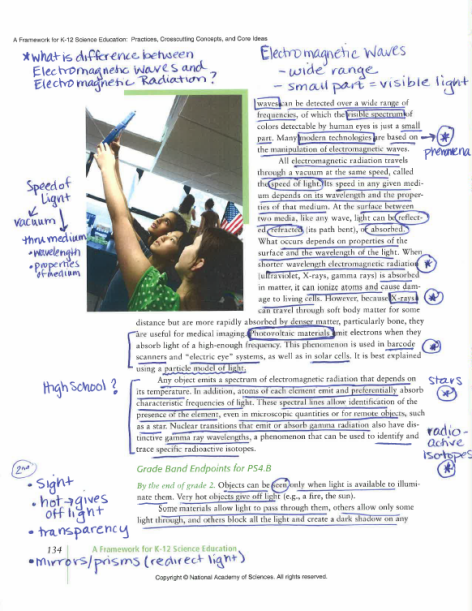 A Framework for K-12 Science Education: Practices, Crosscutting Concepts, and Core Ideas
*What is difference between
Electromagnetic Waves and
Electromagnetic Radiation?
Electromagnetic Waves
- wide range
- small part = visible light
waves can be detected over a wide range of
frequencies, of which the visible spectrum of
colors detectable by human eyes is just a small
part. Many modern technologies are based on
the manipulation of electromagnetic waves.
All electromagnetic radiation travels
through a vacuum at the same speed, called
the speed of light. Its speed in any given medi-
um depends on its wavelength and the proper-
ties of that medium. At the surface between
two media, like any wave, light can be reflect-
ed, refracted (its path bent), or absorbed.
What occurs depends on properties of the
surface and the wavelength of the light. When
shorter wavelength electromagnetic radiation
(ultraviolet, X-rays, gamma rays) is absorbed
in matter, it can ionize atoms and cause dam-
age to living cells. However, because X-rays
can travel through soft body matter for some
distance but are more rapidly absorbed by denser matter, particularly bone, they
are useful for medical imaging. Photovoltaic materials emit electrons when they
absorb light of a high-enough frequency. This phenomenon is used in barcode
scanners and "electric eye" systems, as well as in solar cells. It is best explained
using a particle model of light.
Any object emits a spectrum of electromagnetic radiation that depends on
its temperature. In addition, atoms of each element emit and preferentially absorb
characteristic frequencies of light. These spectral lines allow identification of the
presence of the element, even in microscopic quantities or for remote objects, such
as a star. Nuclear transitions that emit or absorb gamma radiation also have dis-
tinctive gamma ray wavelengths, a phenomenon that can be used to identify and
trace specific radioactive isotopes.
phenomena
Speed of
Light
vacuum
thru medium
• wavelength
• properties
of medium
High School?
stars
radio-
active
isotopes
Grade Band Endpoints for PS4.B
By the end of grade 2. Objects can be seen only when light is available to illumi-
nate them. Very hot objects give off light (e.g., a fire, the sun).
Some materials allow light to pass through them, others allow only some
light through, and others block all the light and create a dark shadow on any
2nd
• Sight
• hot → gives
off light
• transparency
• mirrors/prisms (redirect light)
134
A Framework for K-12 Science Education
Copyright © National Academy of Sciences. All rights reserved.